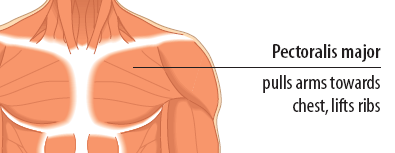 Pectoralis major
pulls arms towards
chest, lifts ribs